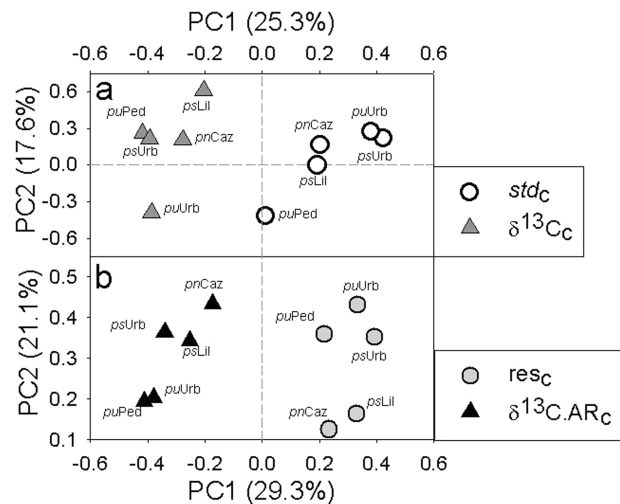 PC1 (25.3%)
-0.6 -0.4 -0.2 0.0 0.2 0.4 0.6
a
PC2 (17.6%)
0.6
0.3
0.0
-0.3
-0.6
psLil
puPed
psUrb
pnCaz
puUrb
pnCaz
puUrb
psUrb
psLil
puPed
stdc
δ13Cc
b
PC2 (21.1%)
0.5
0.4
0.3
0.2
0.1
pnCaz
psUrb
psLil
puUrb
puPed
puUrb
puPed
psUrb
psLil
pnCaz
resc
δ13C.ARc
-0.6 -0.4 -0.2 0.0 0.2 0.4 0.6
PC1 (29.3%)